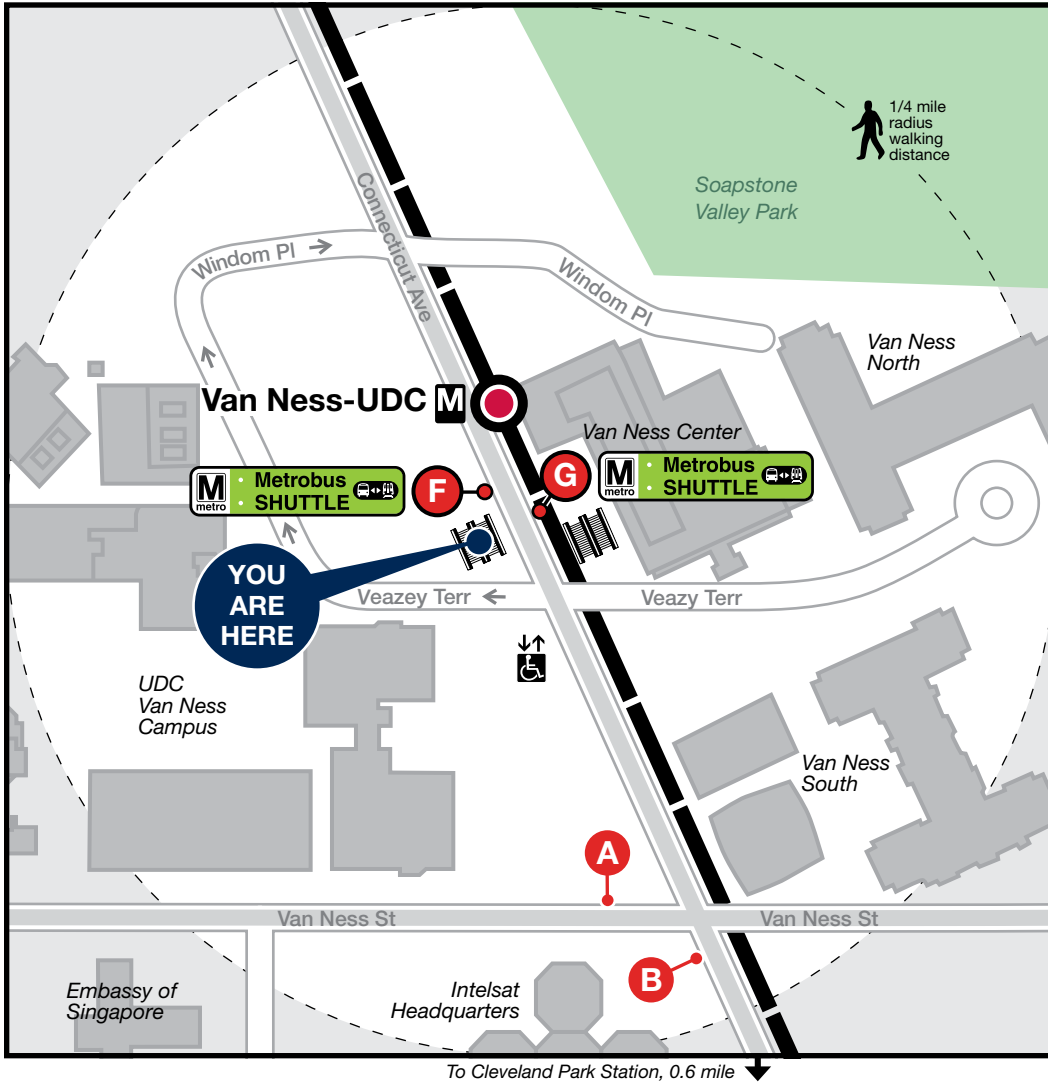 1/4 mile
radius
walking
distance
Soapstone
Valley Park
Connecticut Ave
Windom Pl
Windom Pl
Van Ness
North
Van Ness-UDC M
Van Ness Center
M
metro
· Metrobus
· SHUTTLE
F
G
M
metro
· Metrobus
· SHUTTLE
YOU
ARE
HERE
Veazey Terr
Veazy Terr
UDC
Van Ness
Campus
Van Ness
South
A
Van Ness St
Van Ness St
B
Embassy of
Singapore
Intelsat
Headquarters
To Cleveland Park Station, 0.6 mile